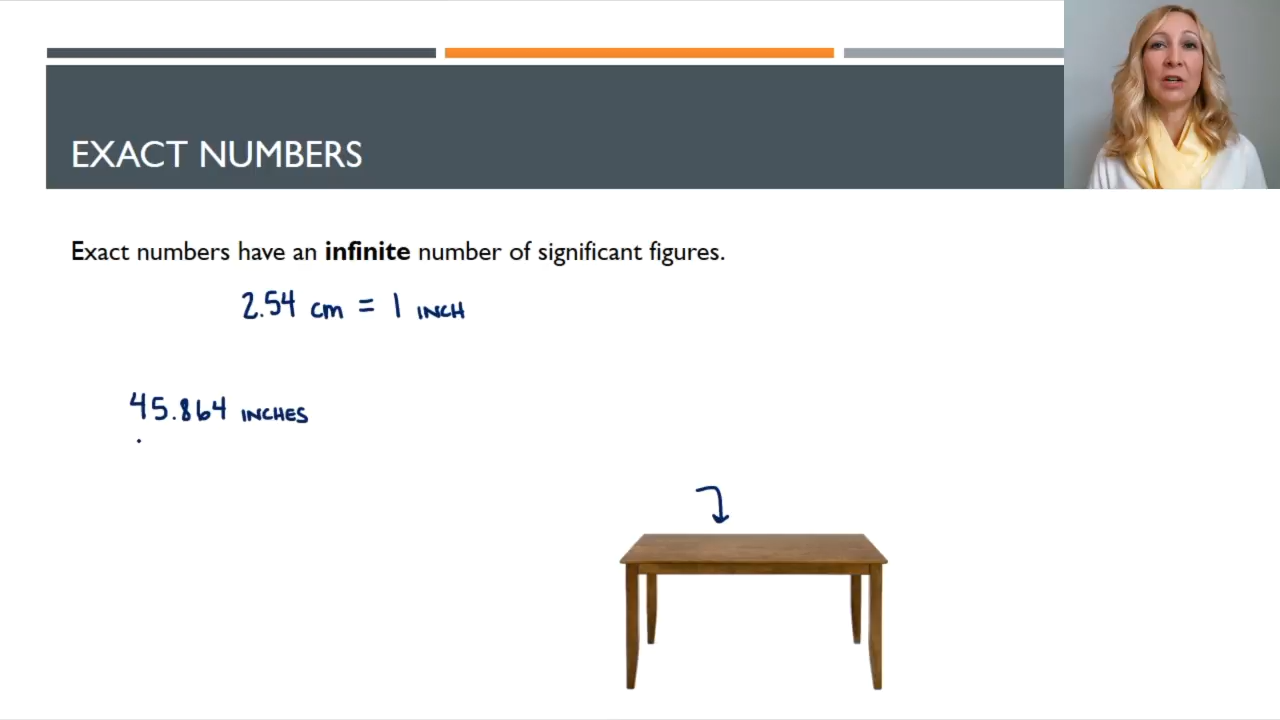 EXACT NUMBERS
Exact numbers have an infinite number of significant figures.
2.54 cm = 1 INCH
45.864 INCHES